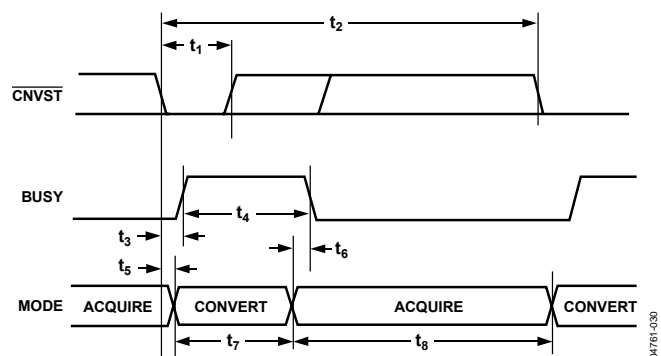 t2
t1
CNVST
BUSY
t4
t3
t6
t5
MODE ACQUIRE CONVERT ACQUIRE CONVERT
t7 t8
04761-030